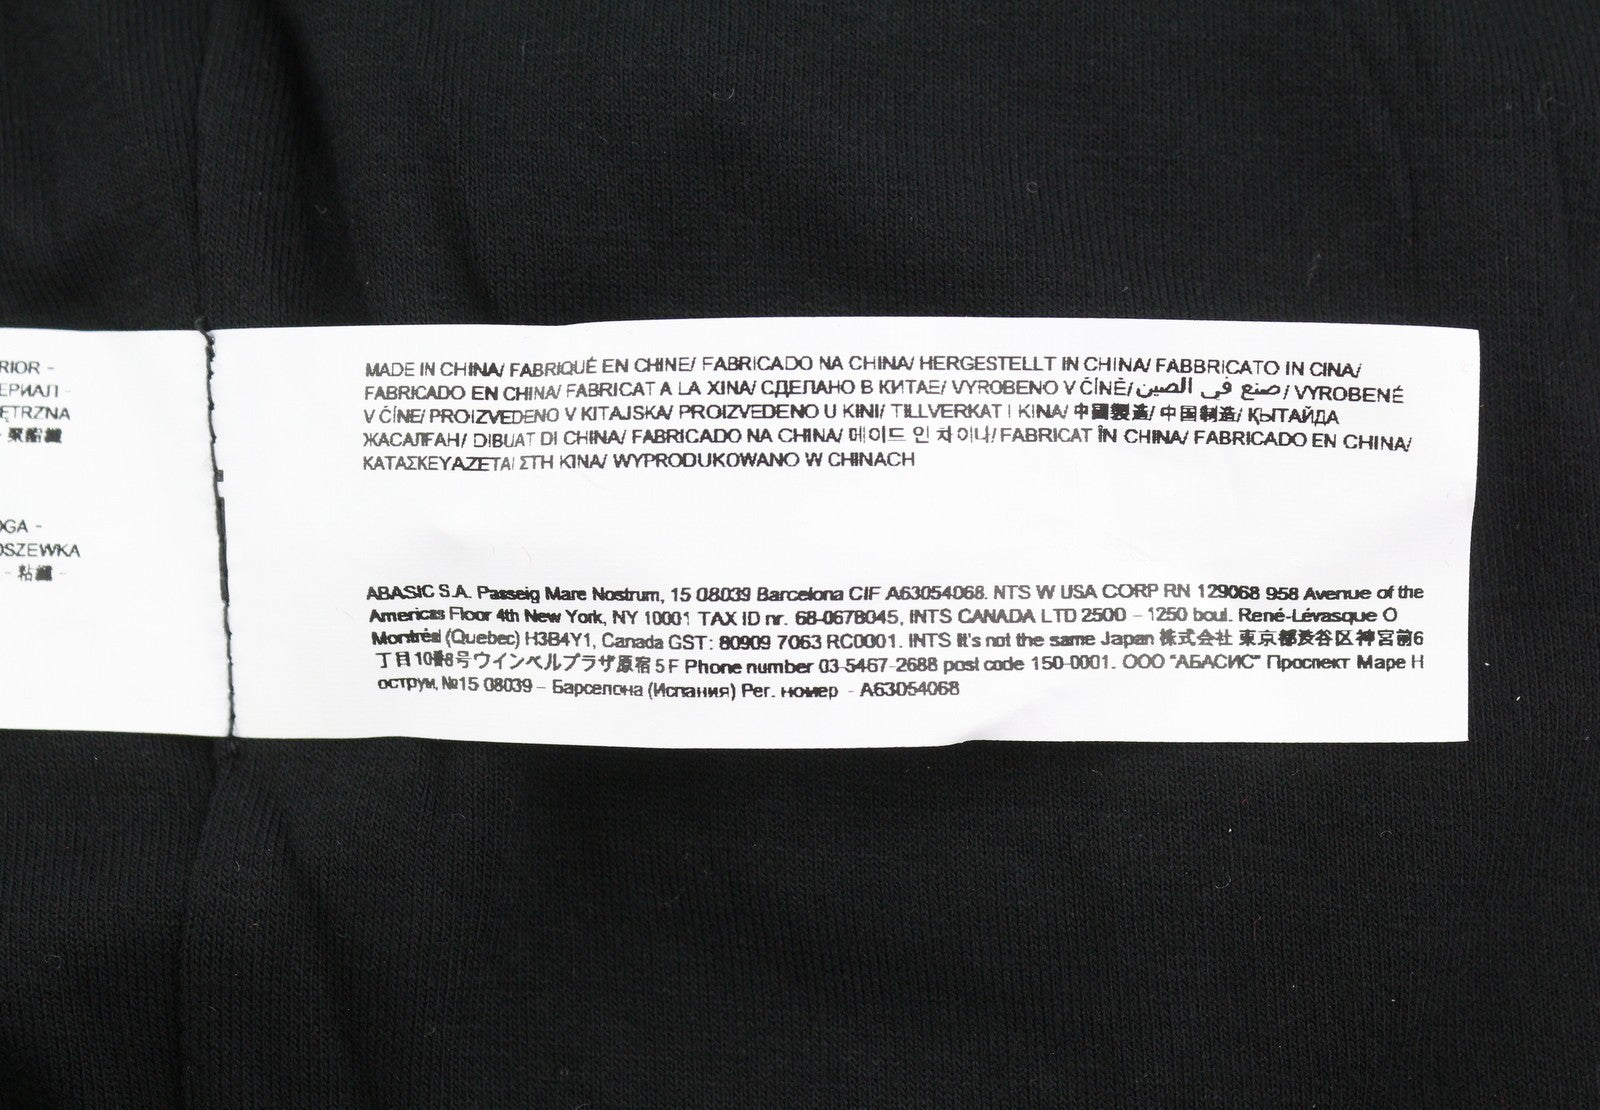 RIOR -
ЕРИАЛ -
ĘTRZNA
- 聚酯纖
OGA -
OSZEWKA
- 粘纖 -
MADE IN CHINA/ FABRIQUÉ EN CHINE/ FABRICADO NA CHINA/ HERGESTELLT IN CHINA/ FABBRICATO IN CINA/
FABRICADO EN CHINA/ FABRICAT A LA XINA/ СДЕЛАНО В КИТАЕ/ VYROBENO V ČÍNĚ/ صنع في الصين/ VYROBENÉ
V ČÍNE/ PROIZVEDENO V KITAJSKA/ PROIZVEDENO U KINI/ TILLVERKAT I KINA/ 中國製造/ 中国制造/ ҚЫТАЙДА
ЖАСАЛҒАН/ DIBUAT DI CHINA/ FABRICADO NA CHINA/ 메이드 인 차이나/ FABRICAT ÎN CHINA/ FABRICADO EN CHINA/
ΚΑΤΑΣΚΕΥΑΖΕΤΑΙ ΣΤΗ ΚΙΝΑ/ WYPRODUKOWANO W CHINACH
ABASIC S.A. Passeig Mare Nostrum, 15 08039 Barcelona CIF A63054068. NTS W USA CORP RN 129068 958 Avenue of the
Americas Floor 4th New York, NY 10001 TAX ID nr. 68-0678045, INTS CANADA LTD 2500 – 1250 boul. René-Lévasque O
Montréal (Quebec) H3B4Y1, Canada GST: 80909 7063 RC0001. INTS It's not the same Japan 株式会社 東京都渋谷区神宮前6
丁目10番8号ウインベルプラザ原宿 5 F Phone number 03-5467-2688 post code 150-0001. ООО "АБАСИС" Проспект Маре Н
острум, №15 08039 – Барселона (Испания) Рег. номер - A63054068